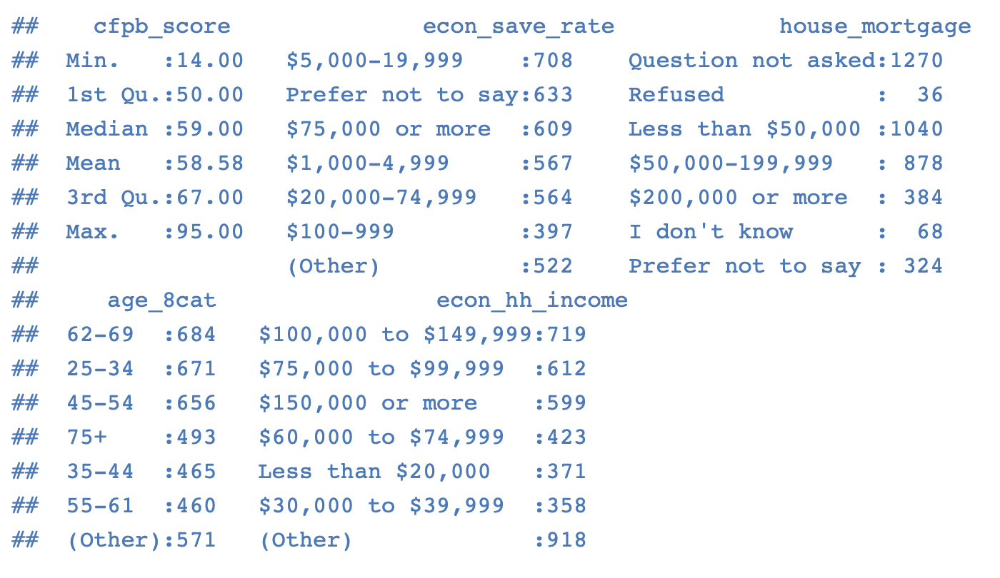 ##    cfpb_score              econ_save_rate            house_mortgage
##  Min.   :14.00   $5,000-19,999    :708    Question not asked:1270
##  1st Qu.:50.00   Prefer not to say:633    Refused           :  36
##  Median :59.00   $75,000 or more  :609    Less than $50,000 :1040
##  Mean   :58.58   $1,000-4,999     :567    $50,000-199,999   : 878
##  3rd Qu.:67.00   $20,000-74,999   :564    $200,000 or more  : 384
##  Max.   :95.00   $100-999         :397    I don't know      :  68
##                  (Other)          :522    Prefer not to say : 324
##     age_8cat                econ_hh_income
##  62-69  :684   $100,000 to $149,999:719
##  25-34  :671   $75,000 to $99,999  :612
##  45-54  :656   $150,000 or more    :599
##  75+    :493   $60,000 to $74,999  :423
##  35-44  :465   Less than $20,000   :371
##  55-61  :460   $30,000 to $39,999  :358
##  (Other):571   (Other)             :918